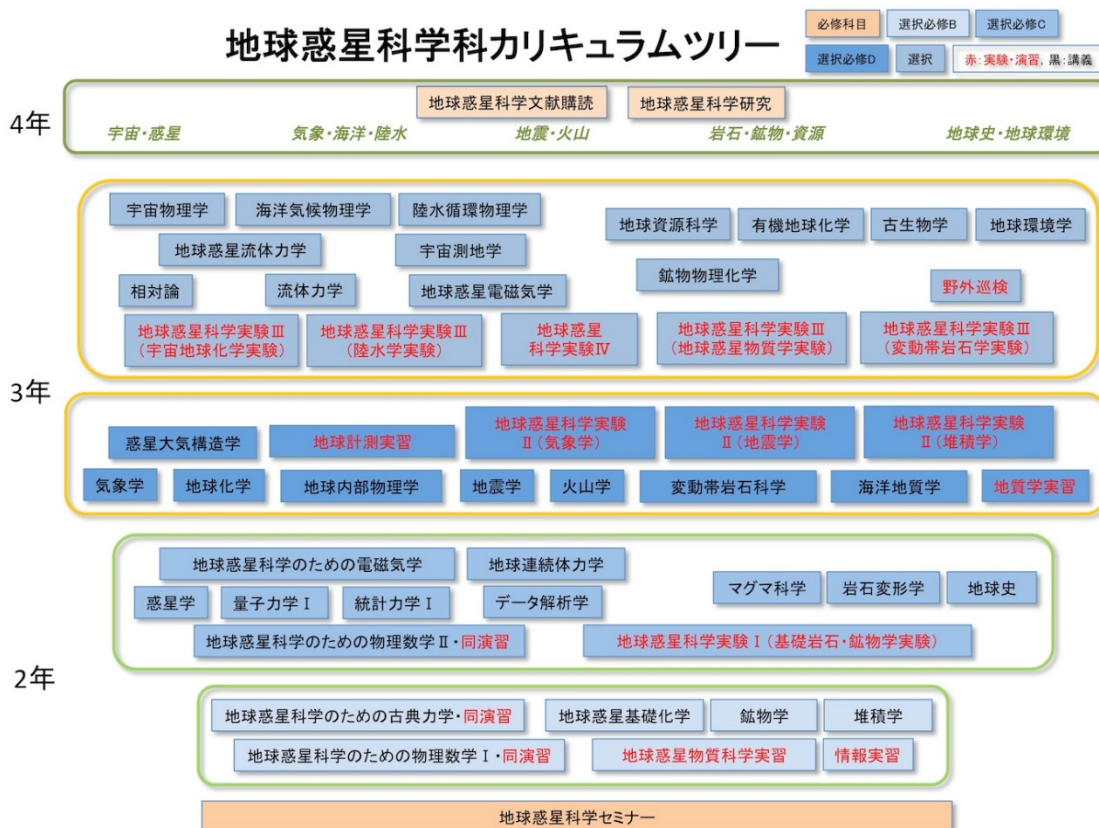 地球惑星科学科カリキュラムツリー
必修科目
選択必修B
選択必修C
選択必修D
選択
赤:実験・演習, 黒:講義
4年
地球惑星科学文献購読
地球惑星科学研究
宇宙・惑星
気象・海洋・陸水
地震・火山
岩石・鉱物・資源
地球史・地球環境
宇宙物理学
海洋気候物理学
陸水循環物理学
地球資源科学
有機地球化学
古生物学
地球環境学
地球惑星流体力学
宇宙測地学
鉱物物理化学
相対論
流体力学
地球惑星電磁気学
野外巡検
地球惑星科学実験Ⅲ
(宇宙地球化学実験)
地球惑星科学実験Ⅲ
(陸水学実験)
地球惑星
科学実験Ⅳ
地球惑星科学実験Ⅲ
(地球惑星物質学実験)
地球惑星科学実験Ⅲ
(変動帯岩石学実験)
3年
惑星大気構造学
地球計測実習
地球惑星科学実験
Ⅱ(気象学)
地球惑星科学実験
Ⅱ(地震学)
地球惑星科学実験
Ⅱ(堆積学)
気象学
地球化学
地球内部物理学
地震学
火山学
変動帯岩石科学
海洋地質学
地質学実習
地球惑星科学のための電磁気学
地球連続体力学
マグマ科学
岩石変形学
地球史
惑星学
量子力学Ⅰ
統計力学Ⅰ
データ解析学
地球惑星科学のための物理数学Ⅱ・同演習
地球惑星科学実験Ⅰ(基礎岩石・鉱物学実験)
2年
地球惑星科学のための古典力学・同演習
地球惑星基礎化学
鉱物学
堆積学
地球惑星科学のための物理数学Ⅰ・同演習
地球惑星物質科学実習
情報実習
地球惑星科学セミナー